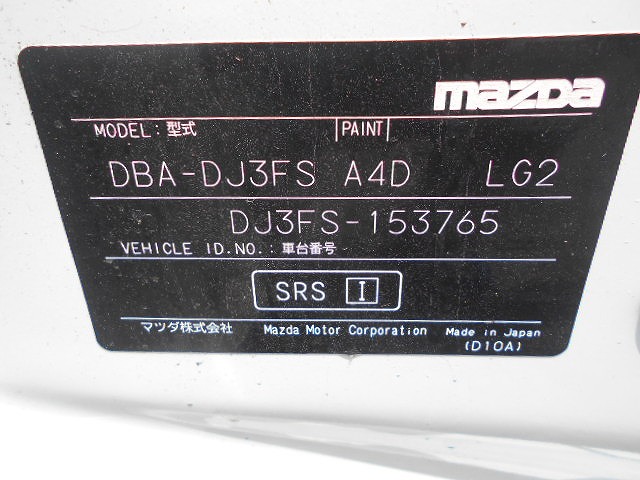 mazda
MODEL: 型式 PAINT
DBA-DJ3FS A4D LG2
DJ3FS-153765
VEHICLE ID.NO.: 車台番号
SRS I
マツダ株式会社 Mazda Motor Corporation Made in Japan
(D10A)